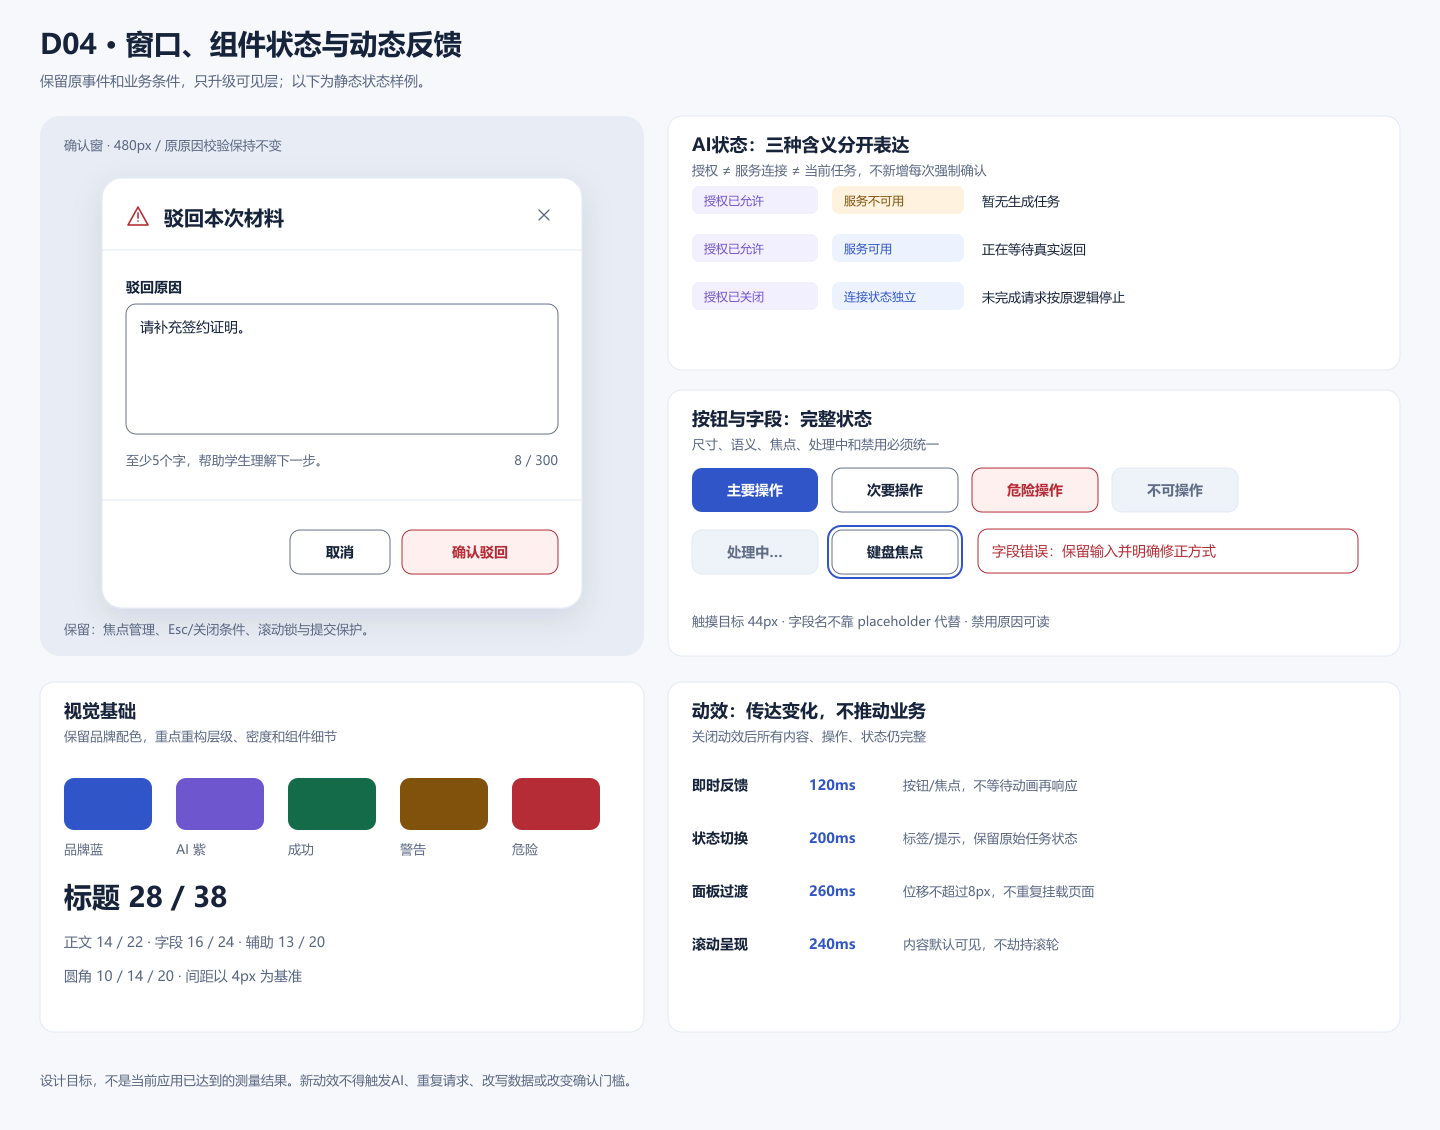 D04 • 窗口、组件状态与动态反馈
保留原事件和业务条件，只升级可见层；以下为静态状态样例。
确认窗 · 480px / 原原因校验保持不变
驳回本次材料
驳回原因
请补充签约证明。
至少5个字，帮助学生理解下一步。
8 / 300
取消
确认驳回
保留：焦点管理、Esc/关闭条件、滚动锁与提交保护。
AI状态：三种含义分开表达
授权 ≠ 服务连接 ≠ 当前任务，不新增每次强制确认
授权已允许 服务不可用 暂无生成任务
授权已允许 服务可用 正在等待真实返回
授权已关闭 连接状态独立 未完成请求按原逻辑停止
按钮与字段：完整状态
尺寸、语义、焦点、处理中和禁用必须统一
主要操作 次要操作 危险操作 不可操作
处理中... 键盘焦点 字段错误：保留输入并明确修正方式
触摸目标 44px · 字段名不靠 placeholder 代替 · 禁用原因可读
视觉基础
保留品牌配色，重点重构层级、密度和组件细节
品牌蓝 AI 紫 成功 警告 危险
标题 28 / 38
正文 14 / 22 · 字段 16 / 24 · 辅助 13 / 20
圆角 10 / 14 / 20 · 间距以 4px 为基准
动效：传达变化，不推动业务
关闭动效后所有内容、操作、状态仍完整
即时反馈 120ms 按钮/焦点，不等待动画再响应
状态切换 200ms 标签/提示，保留原始任务状态
面板过渡 260ms 位移不超过8px，不重复挂载页面
滚动呈现 240ms 内容默认可见，不劫持滚轮
设计目标，不是当前应用已达到的测量结果。新动效不得触发AI、重复请求、改写数据或改变确认门槛。